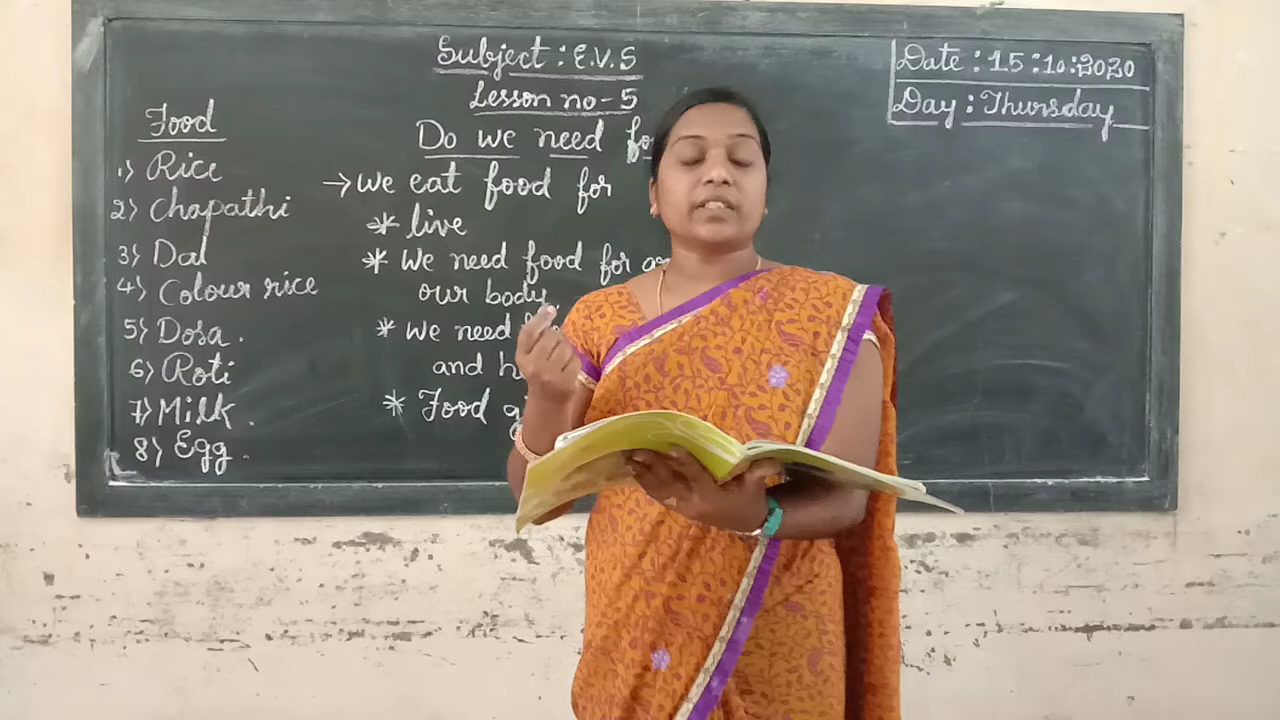 Subject : E.V.S
Lesson no - 5
Date : 15:10:2020
Day : Thursday
Food
1) Rice
2) Chapathi
3) Dal
4) Colour rice
5) Dosa.
6) Roti
7) Milk.
8) Egg.
Do we need
→ We eat food for
* live
* We need food for
our body
* We need
and
* Food